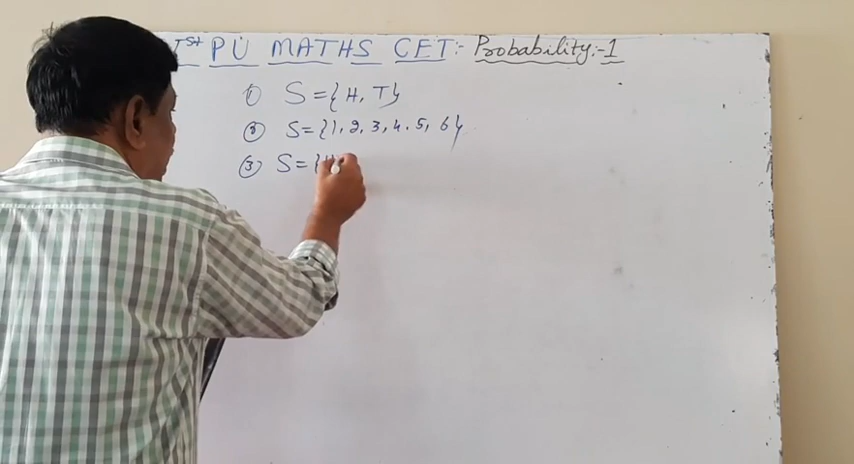 Ist PU MATHS CET:- Probability:-1
① S={H, T}
② S={1, 2, 3, 4, 5, 6}
③ S={